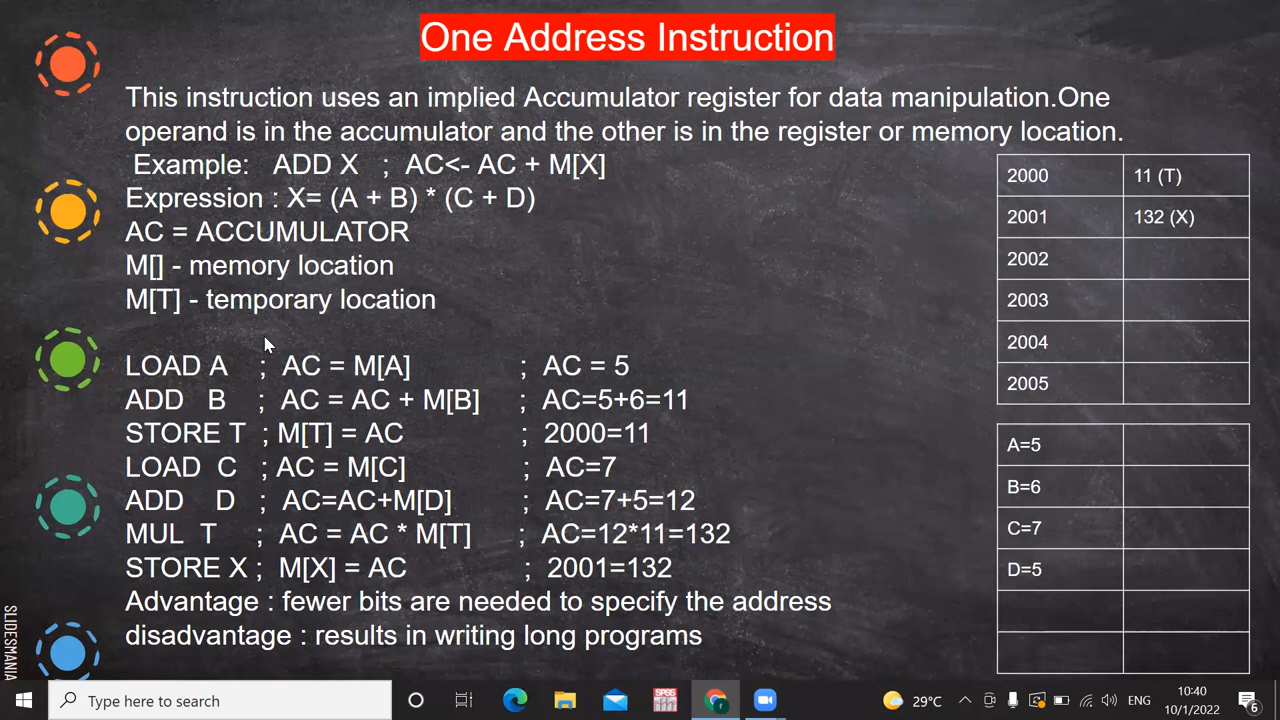 One Address Instruction
This instruction uses an implied Accumulator register for data manipulation.One
operand is in the accumulator and the other is in the register or memory location.
Example: ADD X ; AC<- AC + M[X]
Expression : X= (A + B) * (C + D)
AC = ACCUMULATOR
M[] - memory location
M[T] - temporary location
LOAD A ; AC = M[A] ; AC = 5
ADD B ; AC = AC + M[B] ; AC=5+6=11
STORE T ; M[T] = AC ; 2000=11
LOAD C ; AC = M[C] ; AC=7
ADD D ; AC=AC+M[D] ; AC=7+5=12
MUL T ; AC = AC * M[T] ; AC=12*11=132
STORE X ; M[X] = AC ; 2001=132
Advantage : fewer bits are needed to specify the address
disadvantage : results in writing long programs
2000 11 (T)
2001 132 (X)
2002
2003
2004
2005
A=5
B=6
C=7
D=5
SLIDESMANIA
Type here to search
SPSS
29°C
ENG
10:40
10/1/2022
6